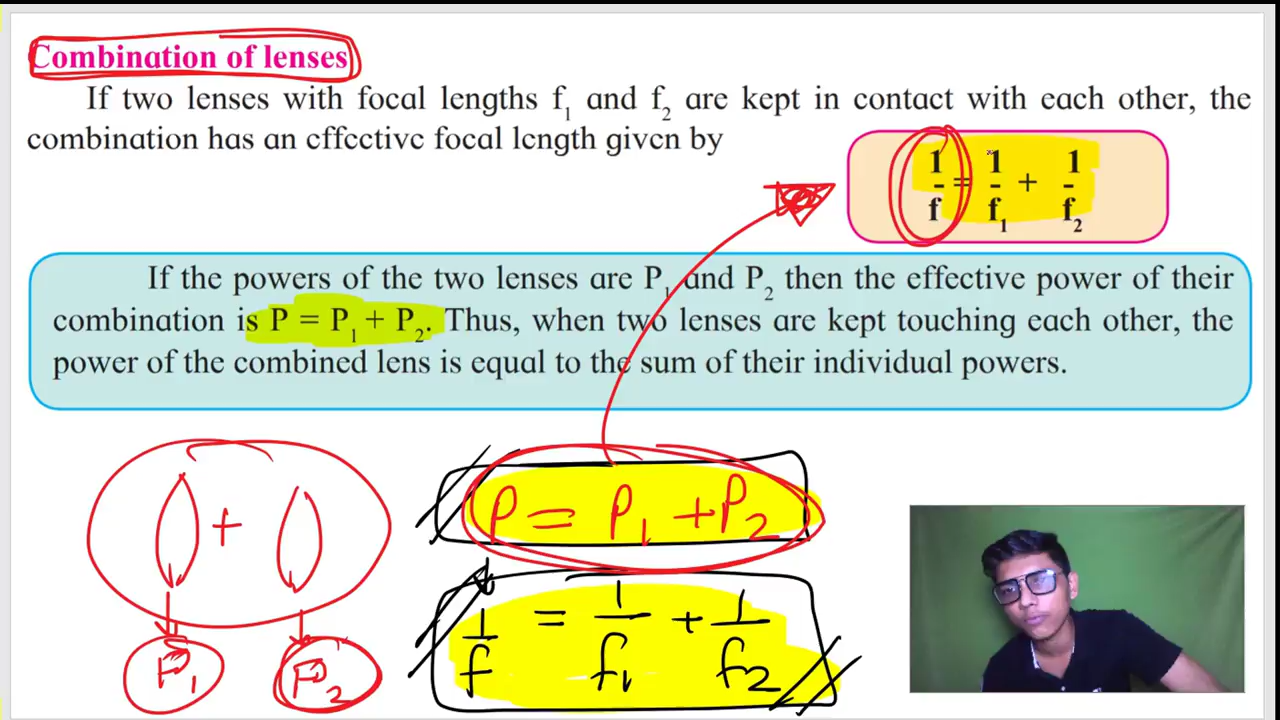 Combination of lenses
If two lenses with focal lengths f₁ and f₂ are kept in contact with each other, the
combination has an effective focal length given by
1/f = 1/f₁ + 1/f₂
If the powers of the two lenses are P₁ and P₂ then the effective power of their
combination is P = P₁ + P₂. Thus, when two lenses are kept touching each other, the
power of the combined lens is equal to the sum of their individual powers.
+
P = P₁ + P₂
1/f = 1/f₁ + 1/f₂
P₁ P₂